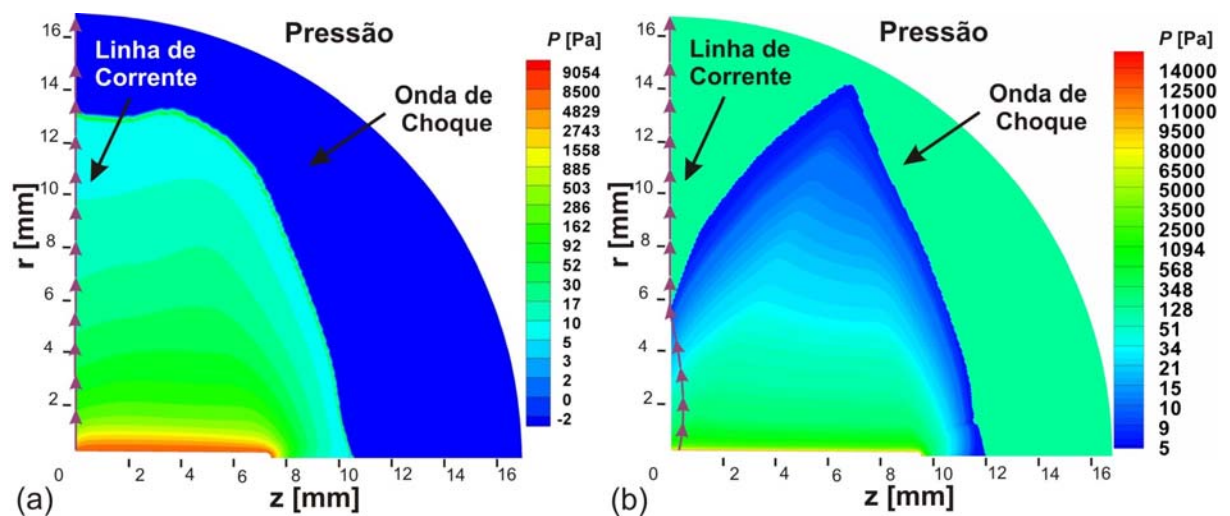 Pressão
Linha de
Corrente
Onda de
Choque
P [Pa]
9054
8500
4829
2743
1558
885
503
286
162
92
52
30
17
10
5
3
2
0
-2
16
14
12
10
8
6
4
2
r [mm]
0 2 4 6 8 10 12 14 16
z [mm]
(a)
Pressão
Linha de
Corrente
Onda de
Choque
P [Pa]
14000
12500
11000
9500
8000
6500
5000
3500
2500
1094
568
348
128
51
34
21
15
10
9
5
16
14
12
10
8
6
4
2
r [mm]
0 2 4 6 8 10 12 14 16
z [mm]
(b)